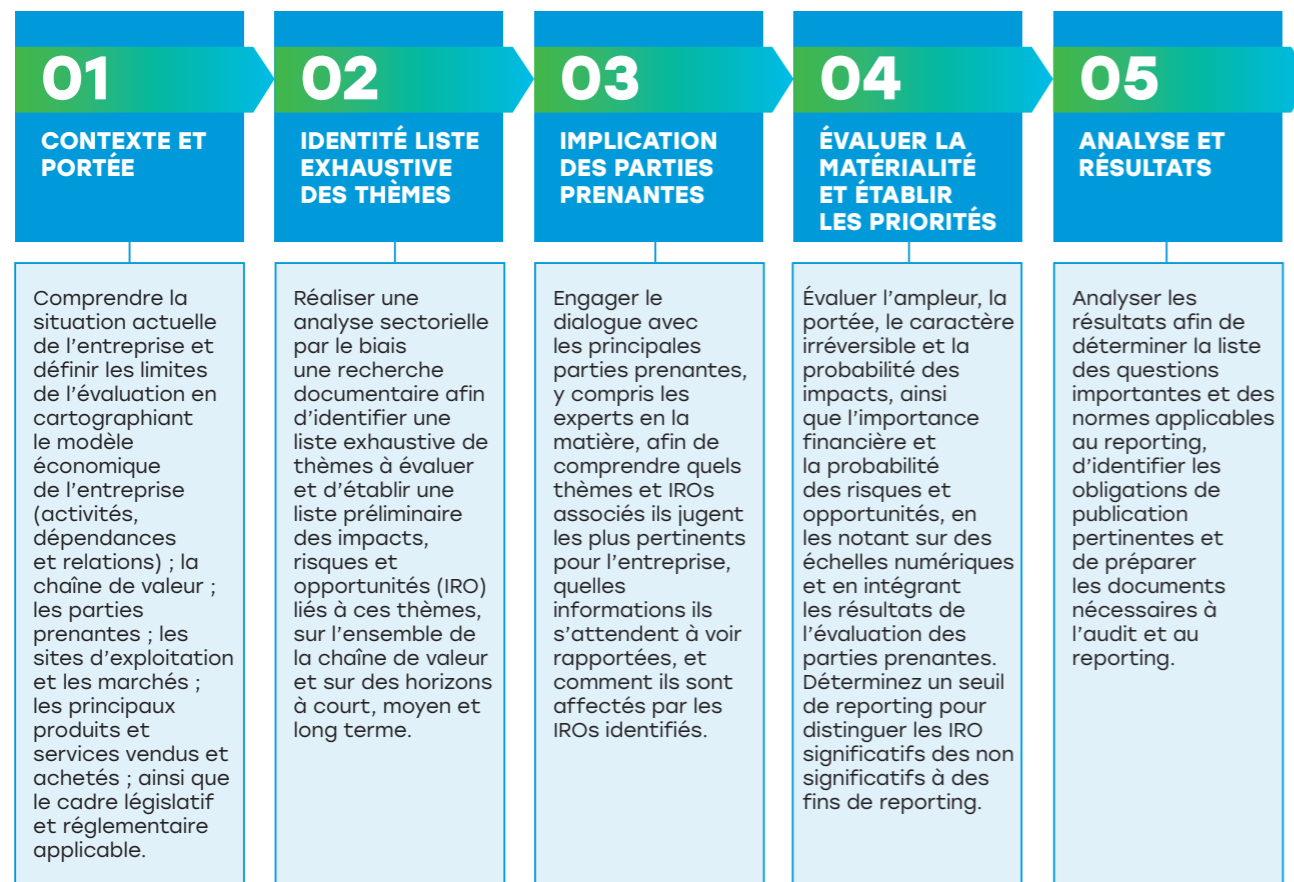 01
CONTEXTE ET
PORTÉE
Comprendre la
situation actuelle
de l'entreprise et
définir les limites
de l'évaluation en
cartographiant
le modèle
économique
de l'entreprise
(activités,
dépendances
et relations) ; la
chaîne de valeur ;
les parties
prenantes ; les
sites d'exploitation
et les marchés ;
les principaux
produits et
services vendus et
achetés ; ainsi que
le cadre législatif
et réglementaire
applicable.
02
IDENTITÉ LISTE
EXHAUSTIVE
DES THÈMES
Réaliser une
analyse sectorielle
par le biais
une recherche
documentaire afin
d'identifier une
liste exhaustive de
thèmes à évaluer
et d'établir une
liste préliminaire
des impacts,
risques et
opportunités (IRO)
liés à ces thèmes,
sur l'ensemble de
la chaîne de valeur
et sur des horizons
à court, moyen et
long terme.
03
IMPLICATION
DES PARTIES
PRENANTES
Engager le
dialogue avec
les principales
parties prenantes,
y compris les
experts en la
matière, afin de
comprendre quels
thèmes et IROs
associés ils jugent
les plus pertinents
pour l'entreprise,
quelles
informations ils
s'attendent à voir
rapportées, et
comment ils sont
affectés par les
IROs identifiés.
04
ÉVALUER LA
MATÉRIALITÉ
ET ÉTABLIR
LES PRIORITÉS
Évaluer l'ampleur, la
portée, le caractère
irréversible et la
probabilité des
impacts, ainsi
que l'importance
financière et
la probabilité
des risques et
opportunités, en
les notant sur des
échelles numériques
et en intégrant
les résultats de
l'évaluation des
parties prenantes.
Déterminez un seuil
de reporting pour
distinguer les IRO
significatifs des non
significatifs à des
fins de reporting.
05
ANALYSE ET
RÉSULTATS
Analyser les
résultats afin de
déterminer la liste
des questions
importantes et des
normes applicables
au reporting,
d'identifier les
obligations de
publication
pertinentes et
de préparer
les documents
nécessaires à
l'audit et au
reporting.